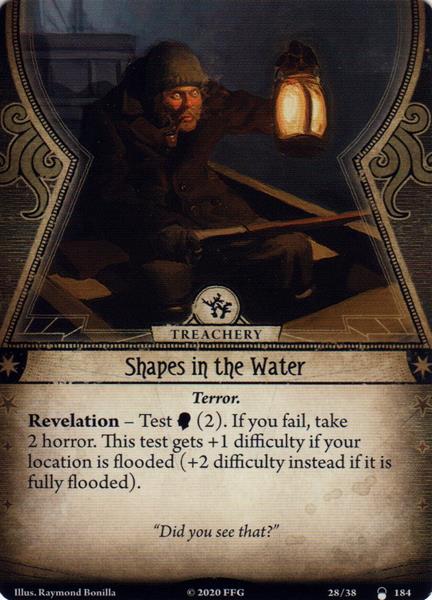 TREACHERY
Shapes in the Water
Terror.
Revelation – Test (2). If you fail, take
2 horror. This test gets +1 difficulty if your
location is flooded (+2 difficulty instead if it is
fully flooded).
"Did you see that?"
Illus. Raymond Bonilla © 2020 FFG 28/38 184